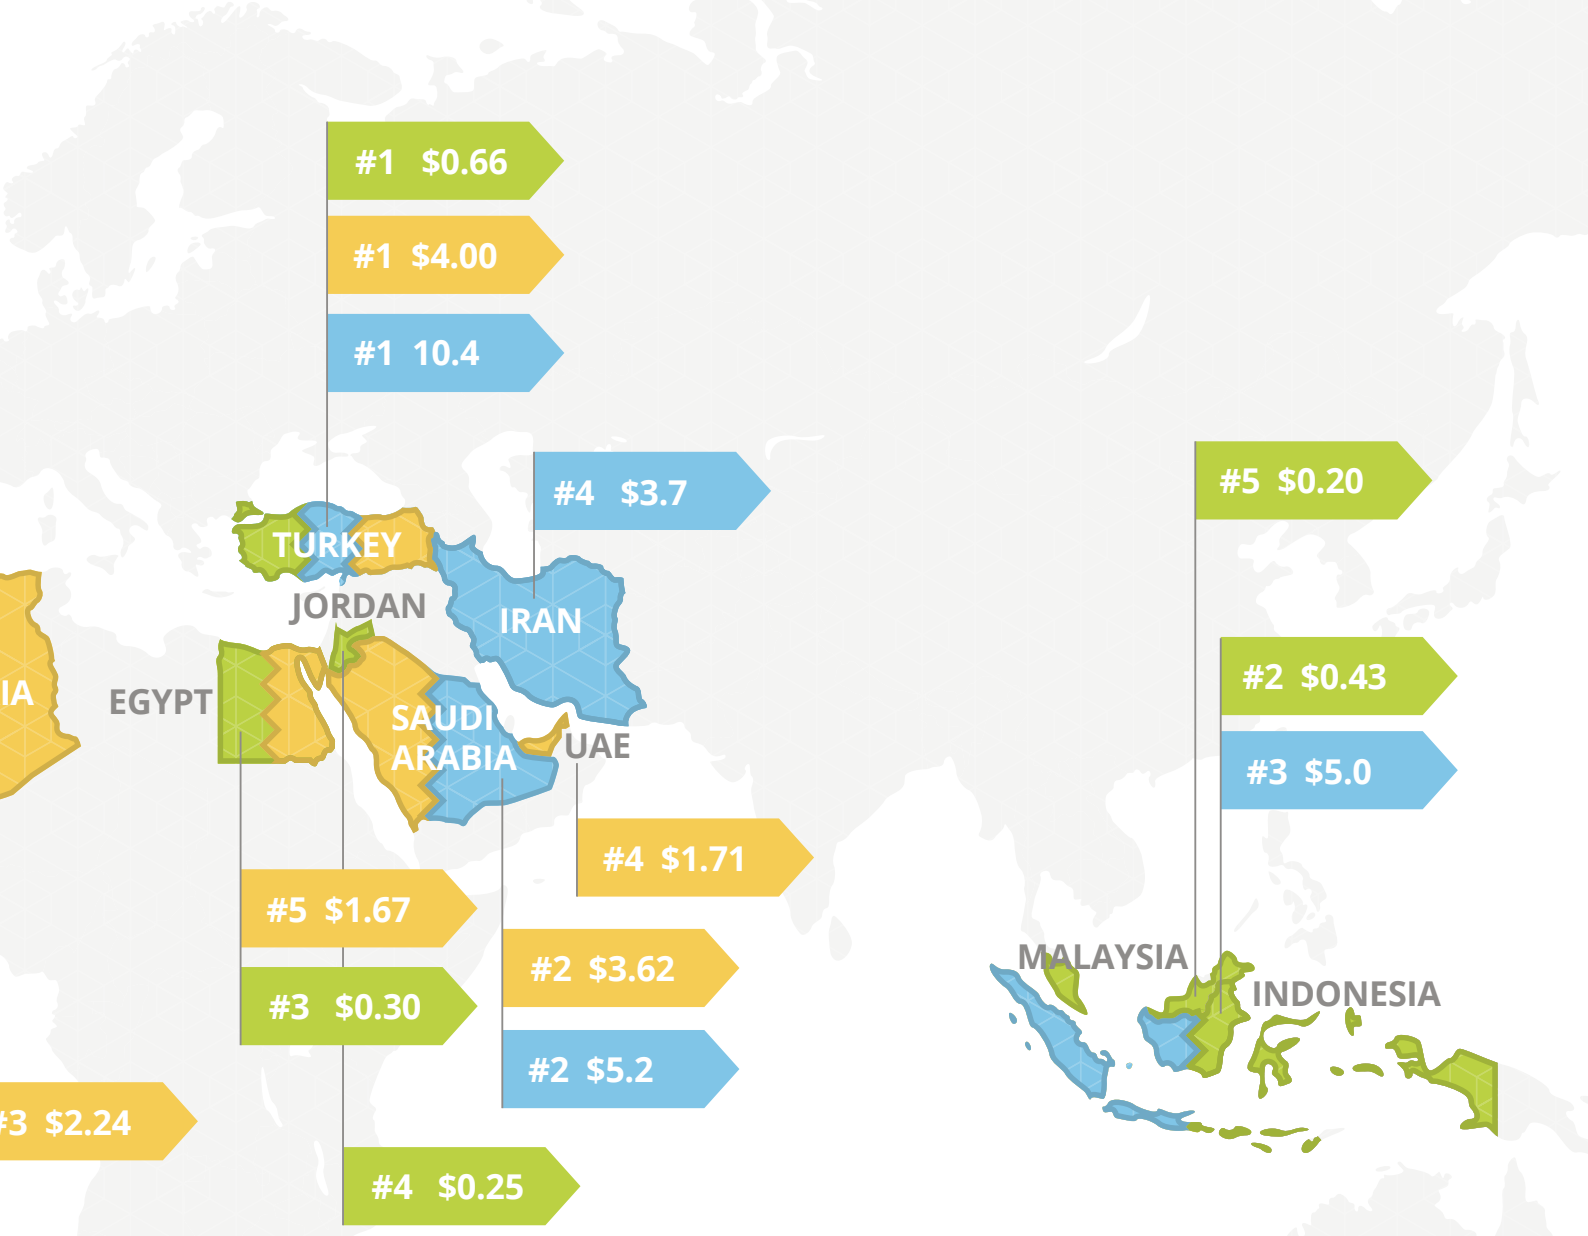 #1 $0.66
#1 $4.00
#1 10.4
#4 $3.7
#5 $0.20
TURKEY
JORDAN
IRAN
#2 $0.43
IA
EGYPT
SAUDI
ARABIA
UAE
#3 $5.0
#4 $1.71
#5 $1.67
#2 $3.62
MALAYSIA
INDONESIA
#3 $0.30
#2 $5.2
#3 $2.24
#4 $0.25